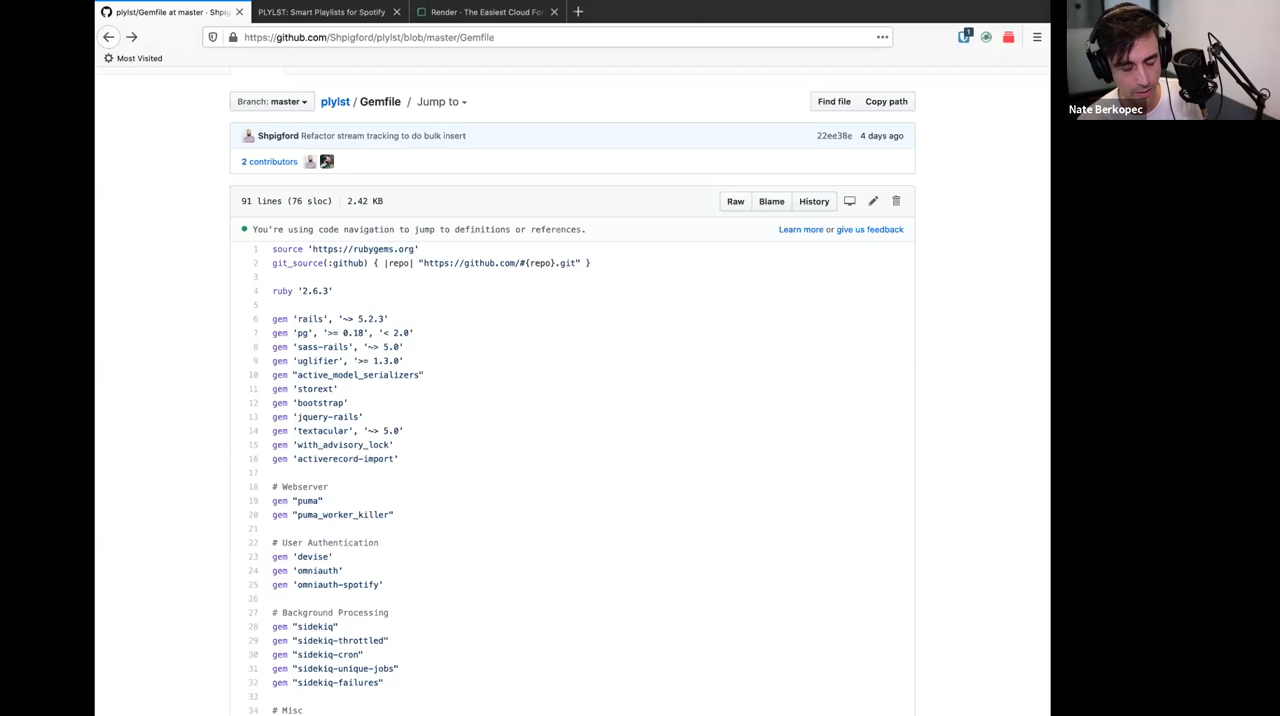 plylst/Gemfile at master · Shpig
PLYLST: Smart Playlists for Spotify
Render · The Easiest Cloud For
https://github.com/Shpigford/plylst/blob/master/Gemfile
1
Most Visited
Branch: master
plylst / Gemfile / Jump to
Find file
Copy path
Shpigford Refactor stream tracking to do bulk insert
22ee38e 4 days ago
2 contributors
91 lines (76 sloc) 2.42 KB
Raw
Blame
History
You're using code navigation to jump to definitions or references.
Learn more or give us feedback
1 source 'https://rubygems.org'
2 git_source(:github) { |repo| "https://github.com/#{repo}.git" }
3
4 ruby '2.6.3'
5
6 gem 'rails', '~> 5.2.3'
7 gem 'pg', '>= 0.18', '< 2.0'
8 gem 'sass-rails', '~> 5.0'
9 gem 'uglifier', '>= 1.3.0'
10 gem "active_model_serializers"
11 gem 'storext'
12 gem 'bootstrap'
13 gem 'jquery-rails'
14 gem 'textacular', '~> 5.0'
15 gem 'with_advisory_lock'
16 gem 'activerecord-import'
17
18 # Webserver
19 gem "puma"
20 gem "puma_worker_killer"
21
22 # User Authentication
23 gem 'devise'
24 gem 'omniauth'
25 gem 'omniauth-spotify'
26
27 # Background Processing
28 gem "sidekiq"
29 gem "sidekiq-throttled"
30 gem "sidekiq-cron"
31 gem "sidekiq-unique-jobs"
32 gem "sidekiq-failures"
33
34 # Misc
Nate Berkopec